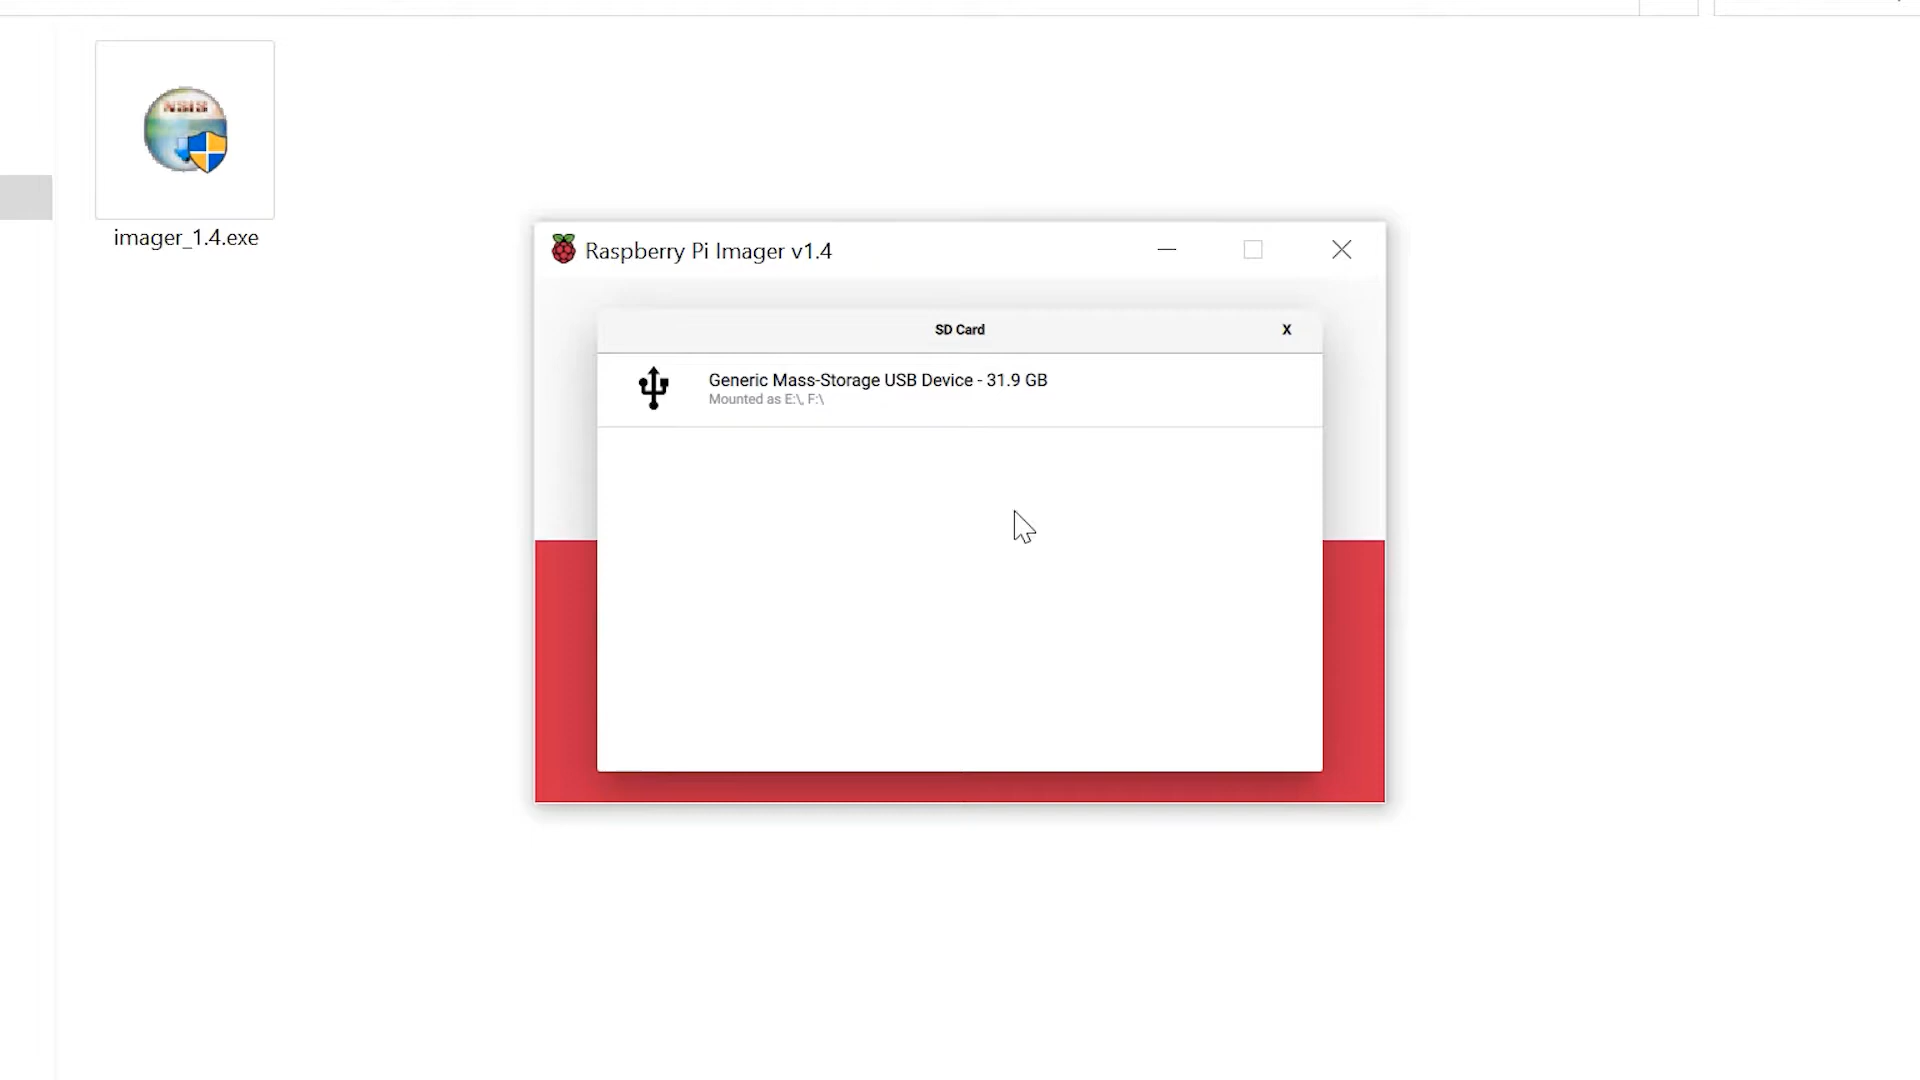 NSIS
imager_1.4.exe
Raspberry Pi Imager v1.4
SD Card
X
Generic Mass-Storage USB Device - 31.9 GB
Mounted as E:\, F:\